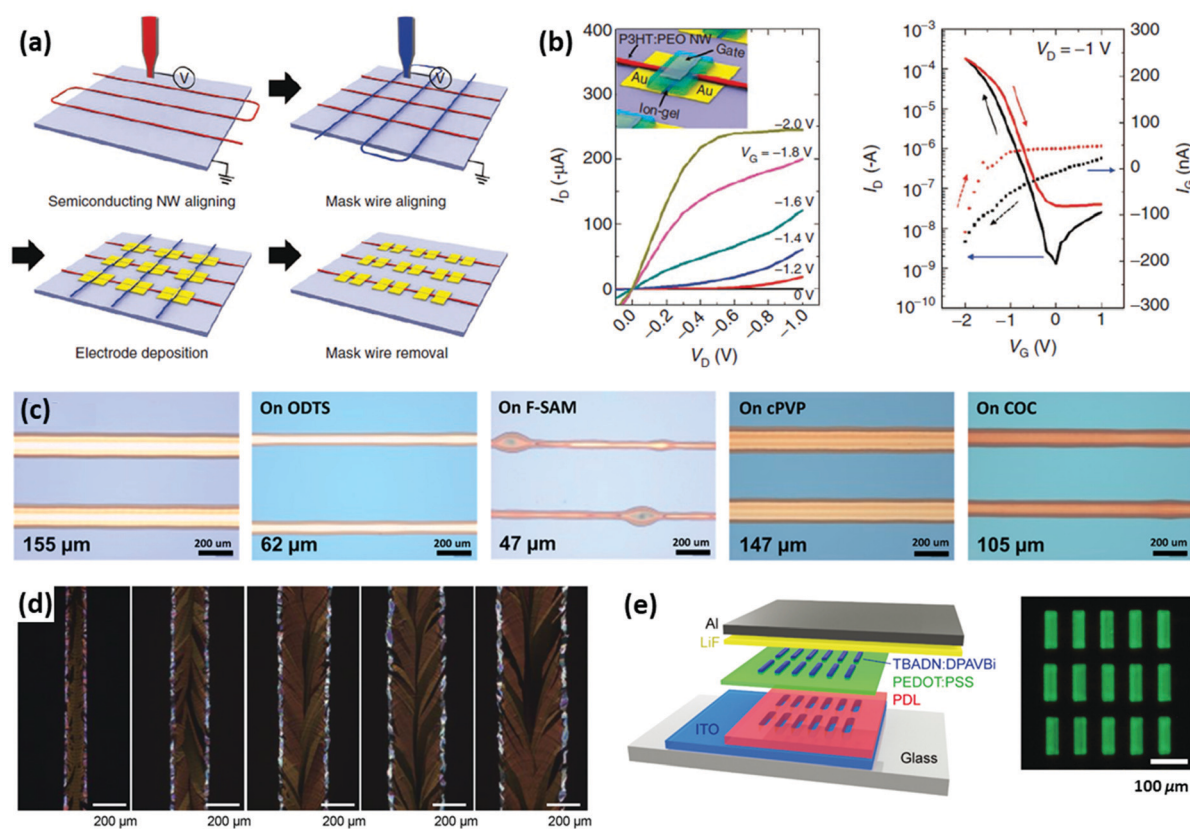 (a)
V
V
Semiconducting NW aligning
Mask wire aligning
Electrode deposition
Mask wire removal
(b)
400
350
300
200
100
0
I_D (-µA)
P3HT:PEO NW
Gate
Au
Au
Ion-gel
−2.0 V
V_G = −1.8 V
−1.6 V
−1.4 V
−1.2 V
0 V
0.0 −0.2 −0.4 −0.6 −0.8 −1.0
V_D (V)
V_D = −1 V
10⁻³
10⁻⁴
10⁻⁵
10⁻⁶
10⁻⁷
10⁻⁸
10⁻⁹
10⁻¹⁰
I_D (-A)
300
200
100
0
−100
−200
−300
I_G (nA)
−2 −1 0 1
V_G (V)
(c)
155 µm
200 um
On ODTS
62 µm
200 um
On F-SAM
47 µm
200 um
On cPVP
147 µm
200 um
On COC
105 µm
200 um
(d)
200 µm
200 µm
200 µm
200 µm
200 µm
(e)
Al
LiF
TBADN:DPAVBi
PEDOT:PSS
PDL
ITO
Glass
100 µm